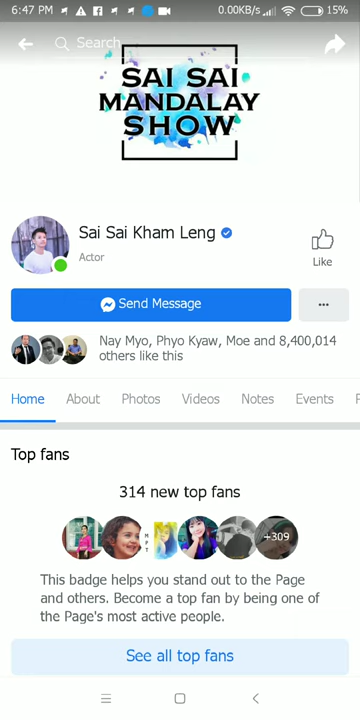 6:47 PM 0.00KB/s 15%
Search
SAI SAI
MANDALAY
SHOW
Sai Sai Kham Leng
Actor
Like
Send Message
Nay Myo, Phyo Kyaw, Moe and 8,400,014
others like this
Home About Photos Videos Notes Events P
Top fans
314 new top fans
M
P
T
+309
This badge helps you stand out to the Page
and others. Become a top fan by being one of
the Page's most active people.
See all top fans